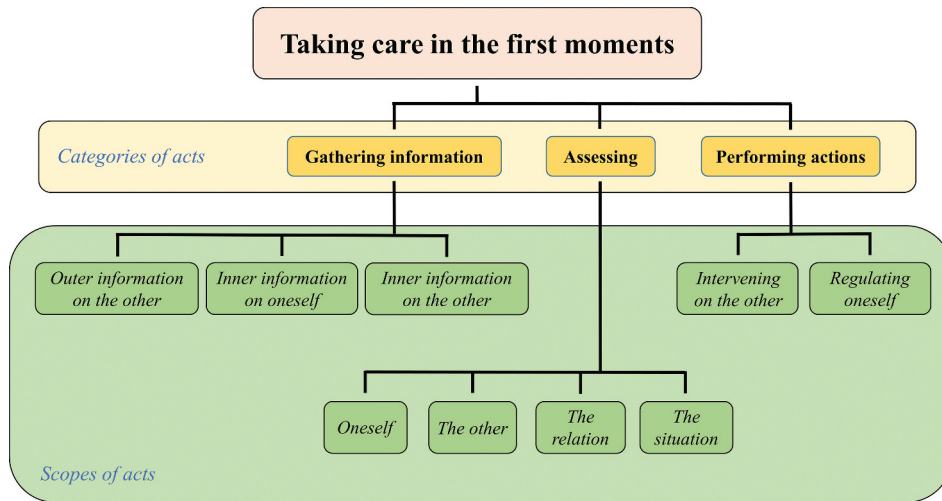 Taking care in the first moments
Categories of acts
Gathering information
Assessing
Performing actions
Outer information
on the other
Inner information
on oneself
Inner information
on the other
Intervening
on the other
Regulating
oneself
Oneself
The other
The
relation
The
situation
Scopes of acts